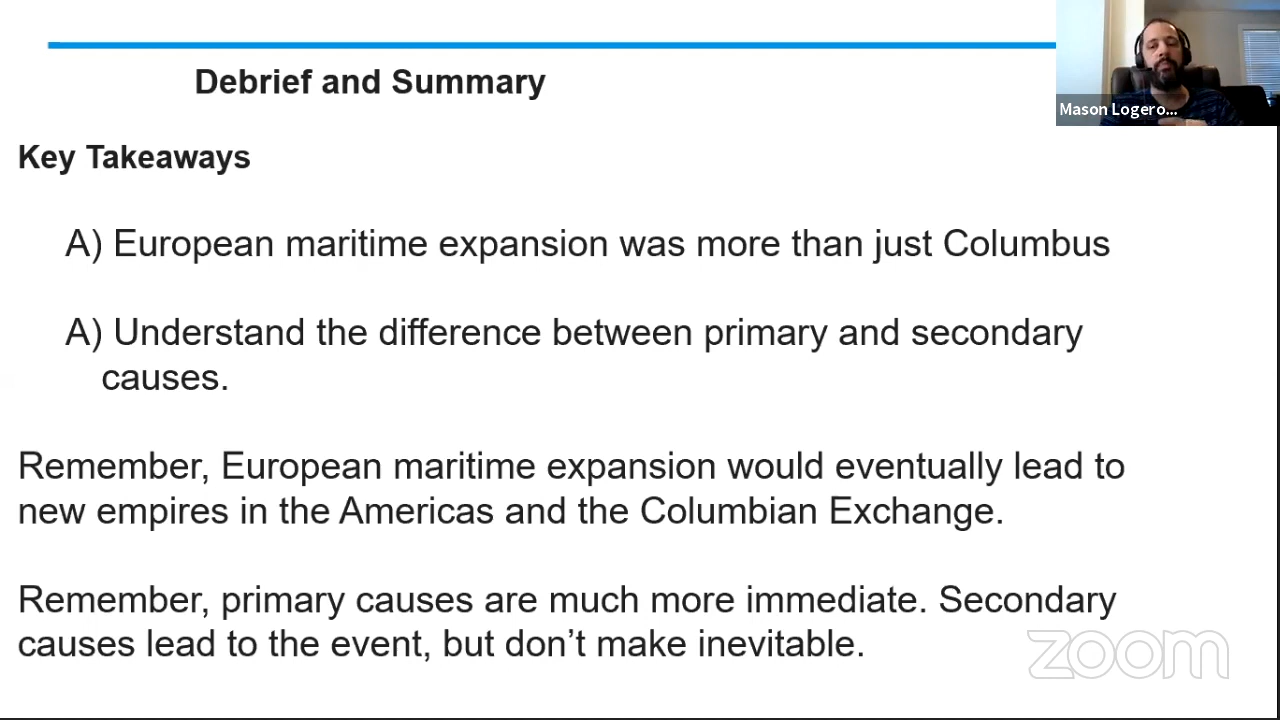 Debrief and Summary
Mason Logero...
Key Takeaways
A) European maritime expansion was more than just Columbus
A) Understand the difference between primary and secondary
causes.
Remember, European maritime expansion would eventually lead to
new empires in the Americas and the Columbian Exchange.
Remember, primary causes are much more immediate. Secondary
causes lead to the event, but don’t make inevitable.
zoom